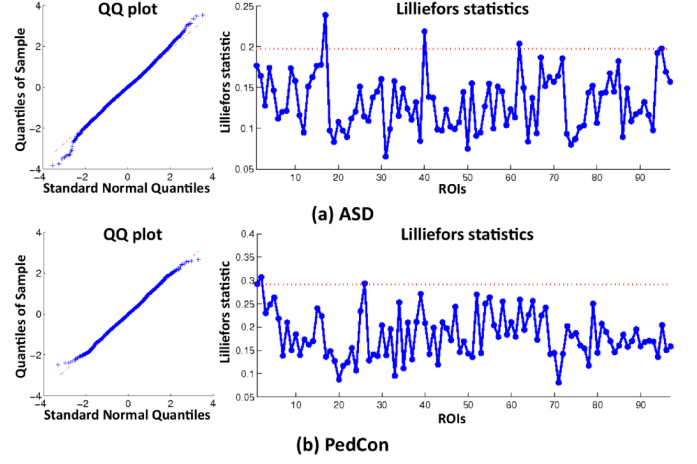 QQ plot
Lilliefors statistics
Quantiles of Sample
4
2
0
−2
−4
−4 −2 0 2 4
Standard Normal Quantiles
Lilliefors statistic
0.25
0.2
0.15
0.1
0.05
10 20 30 40 50 60 70 80 90
ROIs
(a) ASD
QQ plot
Lilliefors statistics
Quantiles of Sample
4
2
0
−2
−4
−4 −2 0 2 4
Standard Normal Quantiles
Lilliefors statistic
0.4
0.35
0.3
0.25
0.2
0.15
0.1
0.05
10 20 30 40 50 60 70 80 90
ROIs
(b) PedCon